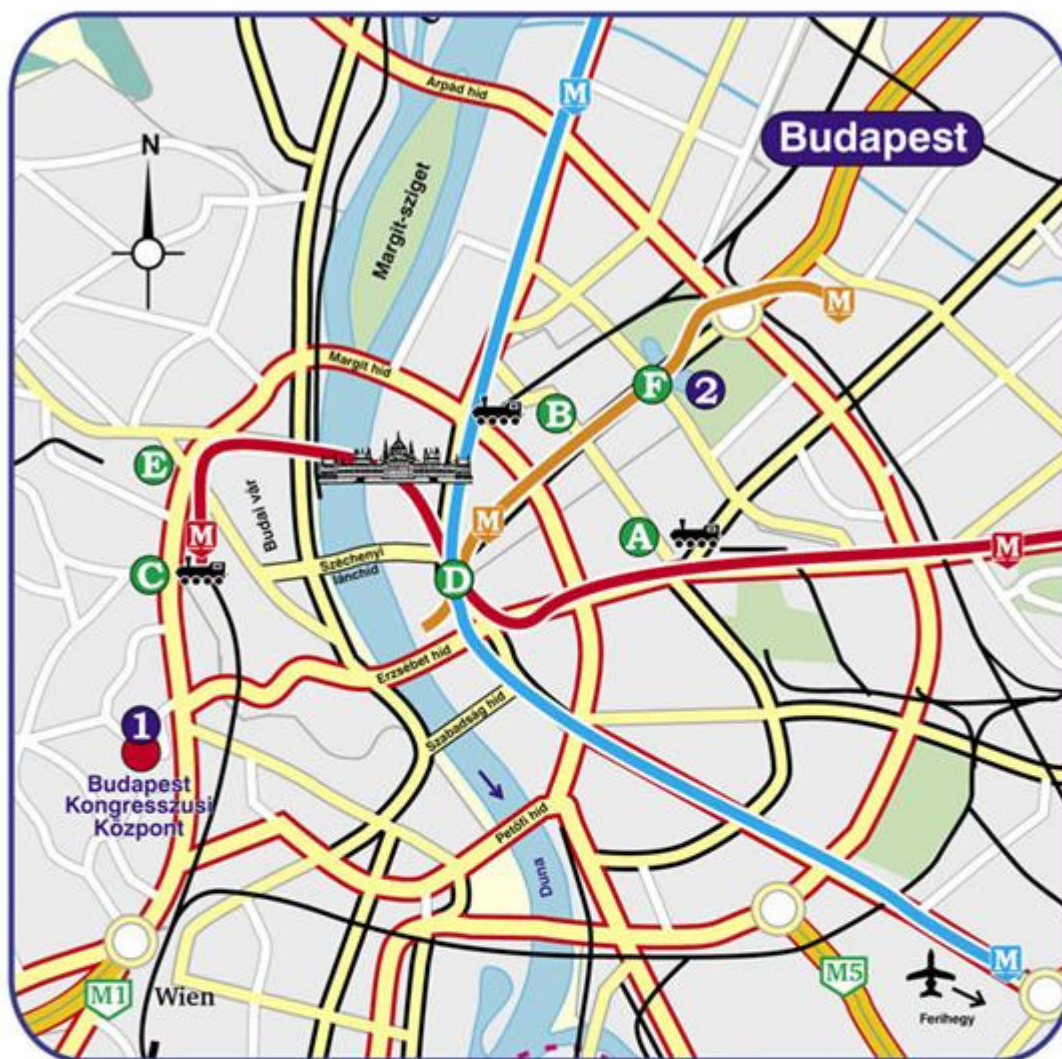 Árpád híd
M
Budapest
N
Margit-sziget
M
F
2
Margit híd
B
E
Budai vár
M
M
A
M
C
Széchenyi
lánchíd
D
Erzsébet híd
Szabadság híd
1
Budapest
Kongresszusi
Központ
Petőfi híd
Duna
M1
Wien
M5
M
Ferihegy